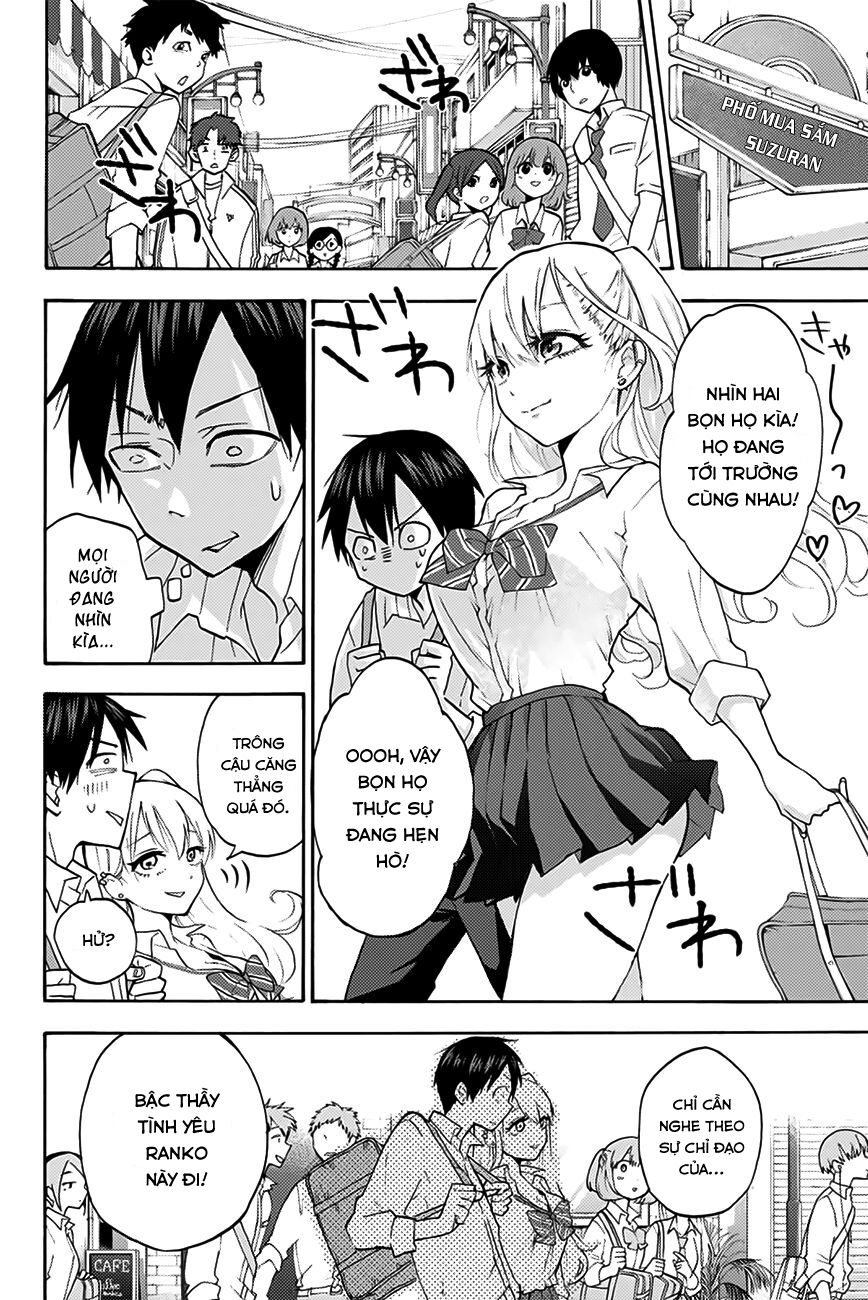 PHỐ MUA SẮM
SUZURAN
ざわ
ざわ
きゃー
♡
♡
NHÌN HAI
BỌN HỌ KÌA!
HỌ ĐANG
TỚI TRƯỜNG
CÙNG NHAU!
ざわ
OOOH, VẬY
BỌN HỌ
THỰC SỰ
ĐANG HẸN
HÒ!
ざわ
MỌI
NGƯỜI
ĐANG
NHÌN
KÌA...
TRÔNG
CẬU CĂNG
THẲNG
QUÁ ĐÓ.
HỬ?
CHỈ CẦN
NGHE THEO
SỰ CHỈ ĐẠO
CỦA...
BẬC THẦY
TÌNH YÊU
RANKO
NÀY ĐI!
CAFE